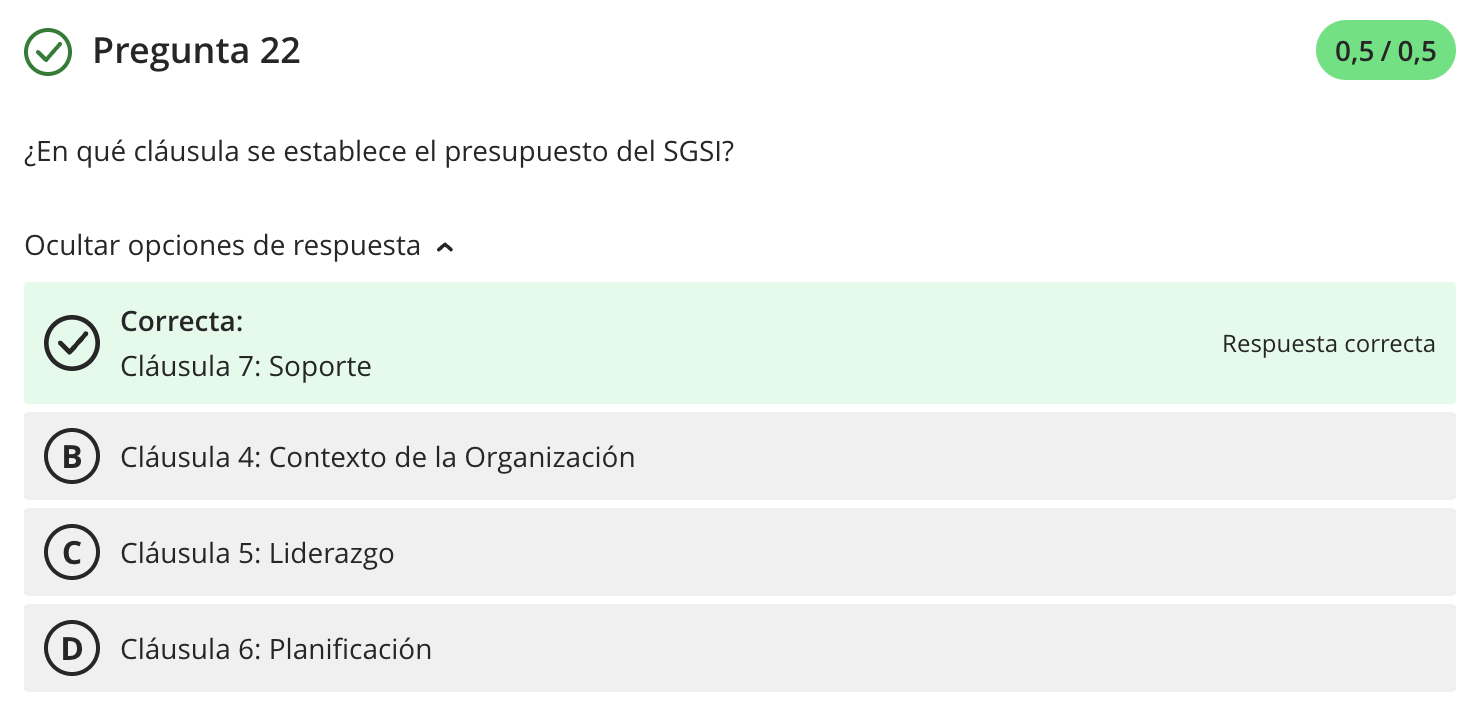 Pregunta 22
0,5 / 0,5
¿En qué cláusula se establece el presupuesto del SGSI?
Ocultar opciones de respuesta
Correcta:
Cláusula 7: Soporte
Respuesta correcta
B Cláusula 4: Contexto de la Organización
C Cláusula 5: Liderazgo
D Cláusula 6: Planificación